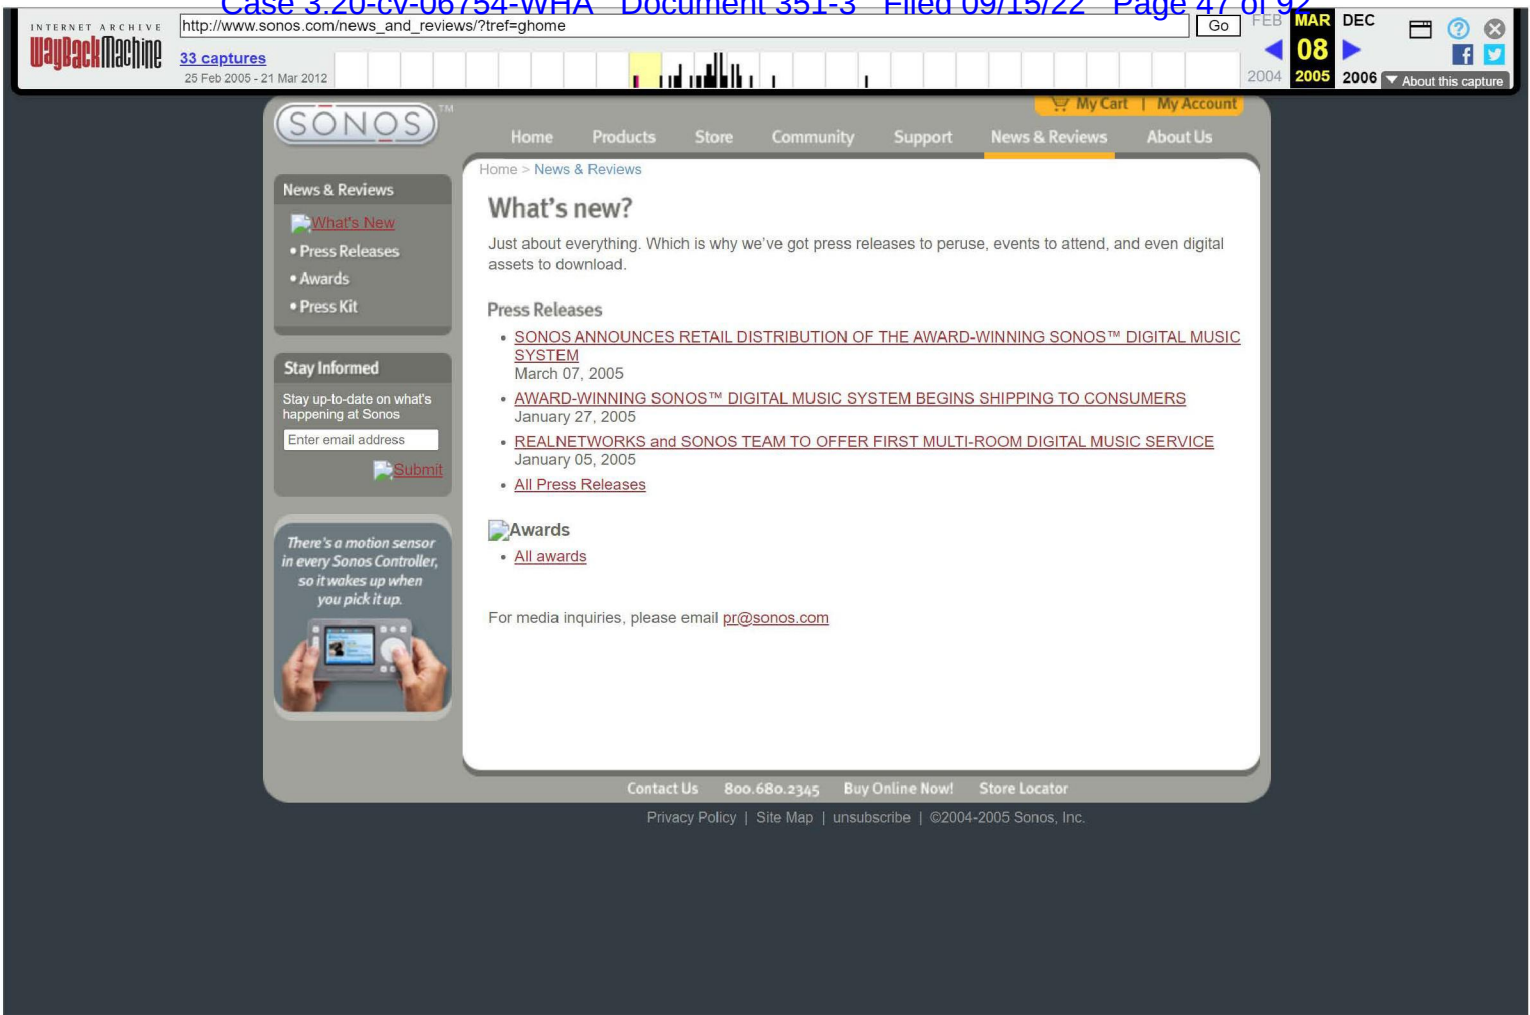 Case 3:20-cv-06754-WHA Document 351-3 Filed 09/15/22 Page 47 of 92
INTERNET ARCHIVE
WayBackMachine
http://www.sonos.com/news_and_reviews/?tref=ghome
Go
FEB MAR DEC
33 captures
08
25 Feb 2005 - 21 Mar 2012
2004 2005 2006
▼ About this capture
SONOS™
My Cart | My Account
Home Products Store Community Support News & Reviews About Us
Home > News & Reviews
News & Reviews
What's New
• Press Releases
• Awards
• Press Kit
Stay Informed
Stay up-to-date on what's
happening at Sonos
Enter email address
Submit
There's a motion sensor
in every Sonos Controller,
so it wakes up when
you pick it up.
What's new?
Just about everything. Which is why we've got press releases to peruse, events to attend, and even digital
assets to download.
Press Releases
• SONOS ANNOUNCES RETAIL DISTRIBUTION OF THE AWARD-WINNING SONOS™ DIGITAL MUSIC
SYSTEM
March 07, 2005
• AWARD-WINNING SONOS™ DIGITAL MUSIC SYSTEM BEGINS SHIPPING TO CONSUMERS
January 27, 2005
• REALNETWORKS and SONOS TEAM TO OFFER FIRST MULTI-ROOM DIGITAL MUSIC SERVICE
January 05, 2005
• All Press Releases
Awards
• All awards
For media inquiries, please email pr@sonos.com
Contact Us 800.680.2345 Buy Online Now! Store Locator
Privacy Policy | Site Map | unsubscribe | ©2004-2005 Sonos, Inc.